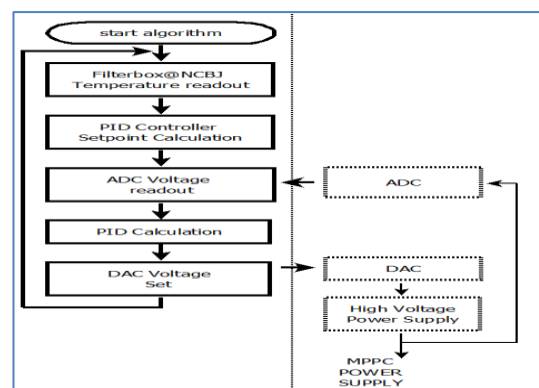 start algorithm
Filterbox@NCBJ
Temperature readout
PID Controller
Setpoint Calculation
ADC Voltage
readout
ADC
PID Calculation
DAC Voltage
Set
DAC
High Voltage
Power Supply
MPPC
POWER
SUPPLY